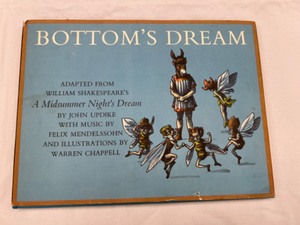 BOTTOM'S DREAM
ADAPTED FROM
WILLIAM SHAKESPEARE'S
A Midsummer Night's Dream
BY JOHN UPDIKE
WITH MUSIC BY
FELIX MENDELSSOHN
AND ILLUSTRATIONS BY
WARREN CHAPPELL